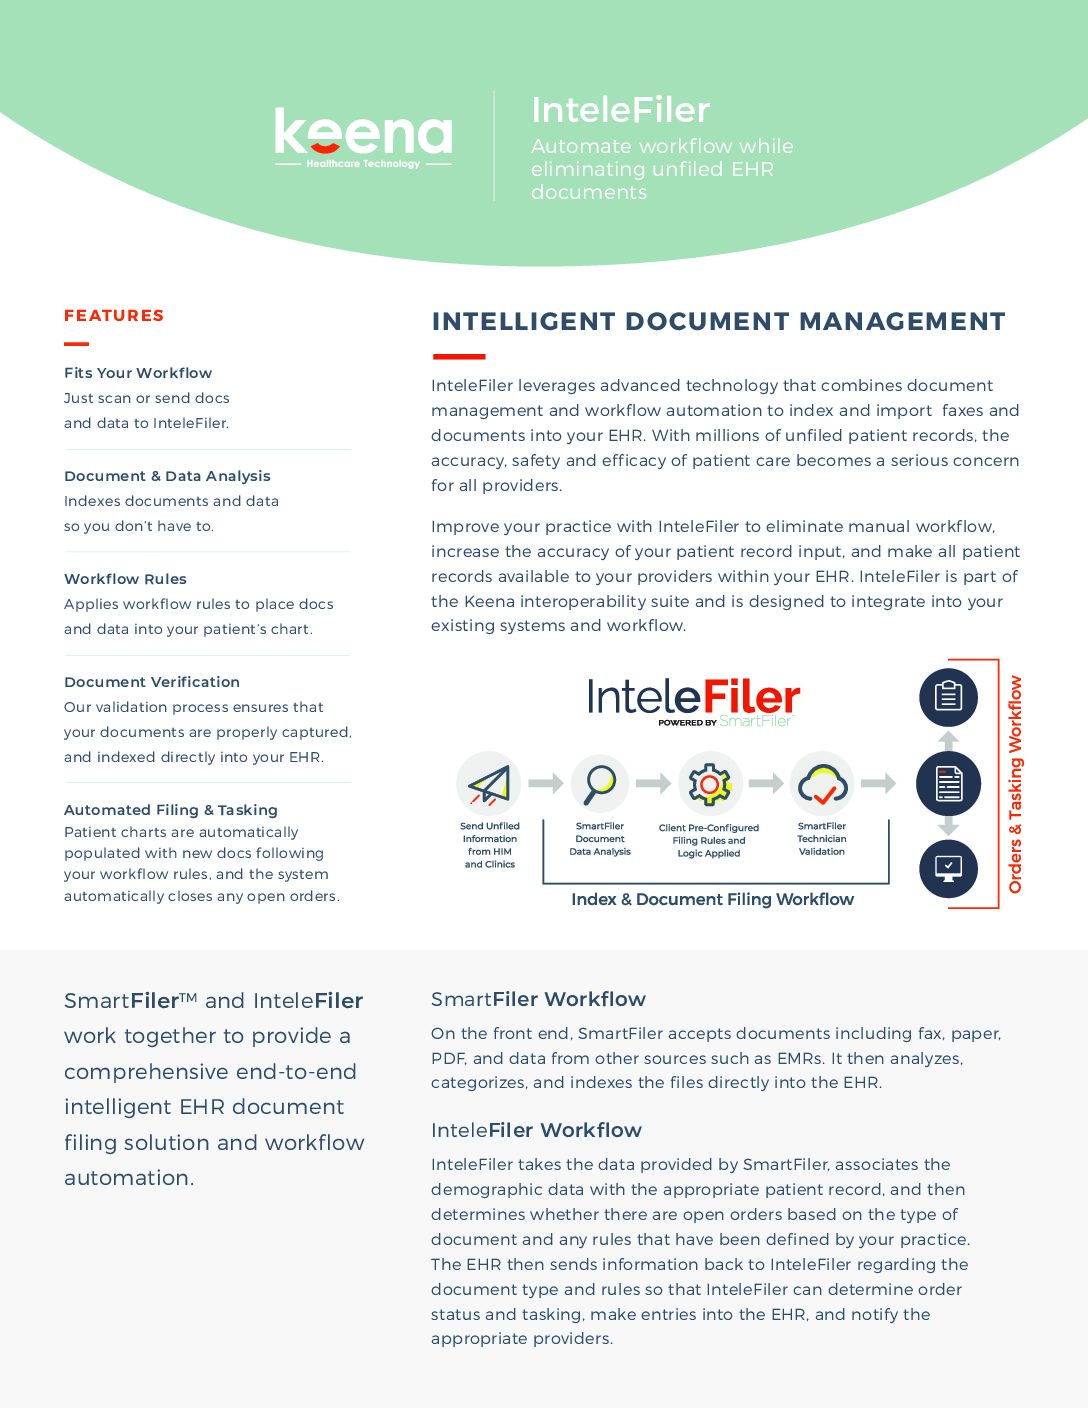 keena
Healthcare Technology
InteleFiler
Automate workflow while
eliminating unfiled EHR
documents
FEATURES
Fits Your Workflow
Just scan or send docs
and data to InteleFiler.
Document & Data Analysis
Indexes documents and data
so you don't have to.
Workflow Rules
Applies workflow rules to place docs
and data into your patient's chart.
Document Verification
Our validation process ensures that
your documents are properly captured,
and indexed directly into your EHR.
Automated Filing & Tasking
Patient charts are automatically
populated with new docs following
your workflow rules, and the system
automatically closes any open orders.
INTELLIGENT DOCUMENT MANAGEMENT
InteleFiler leverages advanced technology that combines document
management and workflow automation to index and import faxes and
documents into your EHR. With millions of unfiled patient records, the
accuracy, safety and efficacy of patient care becomes a serious concern
for all providers.
Improve your practice with InteleFiler to eliminate manual workflow,
increase the accuracy of your patient record input, and make all patient
records available to your providers within your EHR. InteleFiler is part of
the Keena interoperability suite and is designed to integrate into your
existing systems and workflow.
InteleFiler
POWERED BY SmartFiler™
Send Unfiled
Information
from HIM
and Clinics
SmartFiler
Document
Data Analysis
Client Pre-Configured
Filing Rules and
Logic Applied
SmartFiler
Technician
Validation
Index & Document Filing Workflow
Orders & Tasking Workflow
SmartFiler™ and InteleFiler
work together to provide a
comprehensive end-to-end
intelligent EHR document
filing solution and workflow
automation.
SmartFiler Workflow
On the front end, SmartFiler accepts documents including fax, paper,
PDF, and data from other sources such as EMRs. It then analyzes,
categorizes, and indexes the files directly into the EHR.
InteleFiler Workflow
InteleFiler takes the data provided by SmartFiler, associates the
demographic data with the appropriate patient record, and then
determines whether there are open orders based on the type of
document and any rules that have been defined by your practice.
The EHR then sends information back to InteleFiler regarding the
document type and rules so that InteleFiler can determine order
status and tasking, make entries into the EHR, and notify the
appropriate providers.